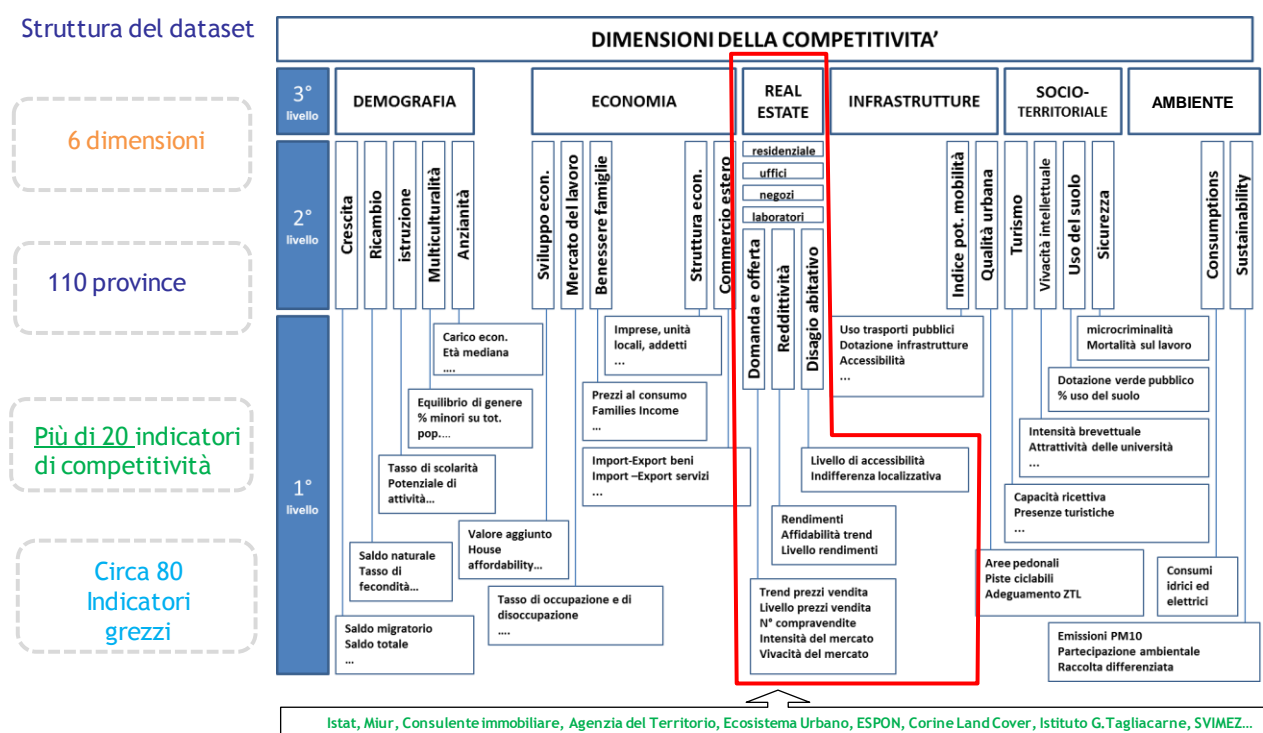 Struttura del dataset
6 dimensioni
110 province
Più di 20 indicatori
di competitività
Circa 80
Indicatori
grezzi
DIMENSIONI DELLA COMPETITIVITA'
3°
livello
DEMOGRAFIA
ECONOMIA
REAL
ESTATE
INFRASTRUTTURE
SOCIO-
TERRITORIALE
AMBIENTE
2°
livello
Crescita
Ricambio
istruzione
Multiculturalità
Anzianità
Sviluppo econ.
Mercato del lavoro
Benessere famiglie
Struttura econ.
Commercio estero
residenziale
uffici
negozi
laboratori
Domanda e offerta
Reddittività
Disagio abitativo
Indice pot. mobilità
Qualità urbana
Turismo
Vivacità intellettuale
Uso del suolo
Sicurezza
Consumptions
Sustainability
1°
livello
Carico econ.
Età mediana
....
Equilibrio di genere
% minori su tot.
pop....
Tasso di scolarità
Potenziale di
attività...
Saldo naturale
Tasso di
fecondità...
Saldo migratorio
Saldo totale
...
Imprese, unità
locali, addetti
...
Prezzi al consumo
Families Income
...
Import-Export beni
Import –Export servizi
...
Valore aggiunto
House
affordability...
Tasso di occupazione e di
disoccupazione
....
Livello di accessibilità
Indifferenza localizzativa
Rendimenti
Affidabilità trend
Livello rendimenti
Trend prezzi vendita
Livello prezzi vendita
N° compravendite
Intensità del mercato
Vivacità del mercato
Uso trasporti pubblici
Dotazione infrastrutture
Accessibilità
...
Aree pedonali
Piste ciclabili
Adeguamento ZTL
microcriminalità
Mortalità sul lavoro
Dotazione verde pubblico
% uso del suolo
Intensità brevettuale
Attrattività delle università
...
Capacità ricettiva
Presenze turistiche
...
Consumi
idrici ed
elettrici
Emissioni PM10
Partecipazione ambientale
Raccolta differenziata
Istat, Miur, Consulente immobiliare, Agenzia del Territorio, Ecosistema Urbano, ESPON, Corine Land Cover, Istituto G.Tagliacarne, SVIMEZ...